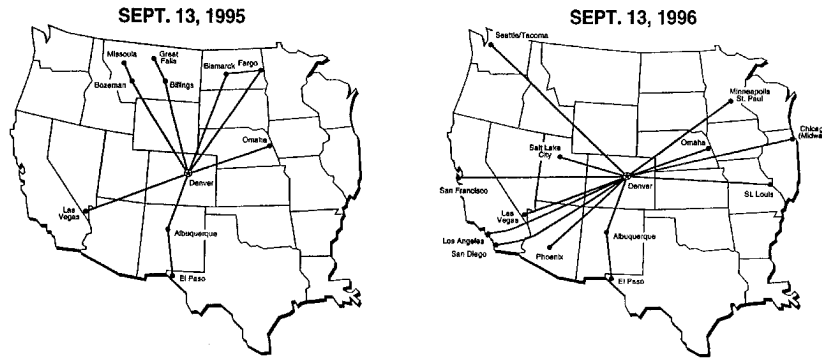 SEPT. 13, 1995
Missoula
Great
Falls
Bozeman
Billings
Bismarck
Fargo
Omaha
Denver
Las
Vegas
Albuquerque
El Paso
SEPT. 13, 1996
Seattle/Tacoma
Minneapolis
St. Paul
Chicag
(Midwa
Omaha
Salt Lake
City
Denver
San Francisco
St. Louis
Las
Vegas
Los Angeles
San Diego
Phoenix
Albuquerque
El Paso